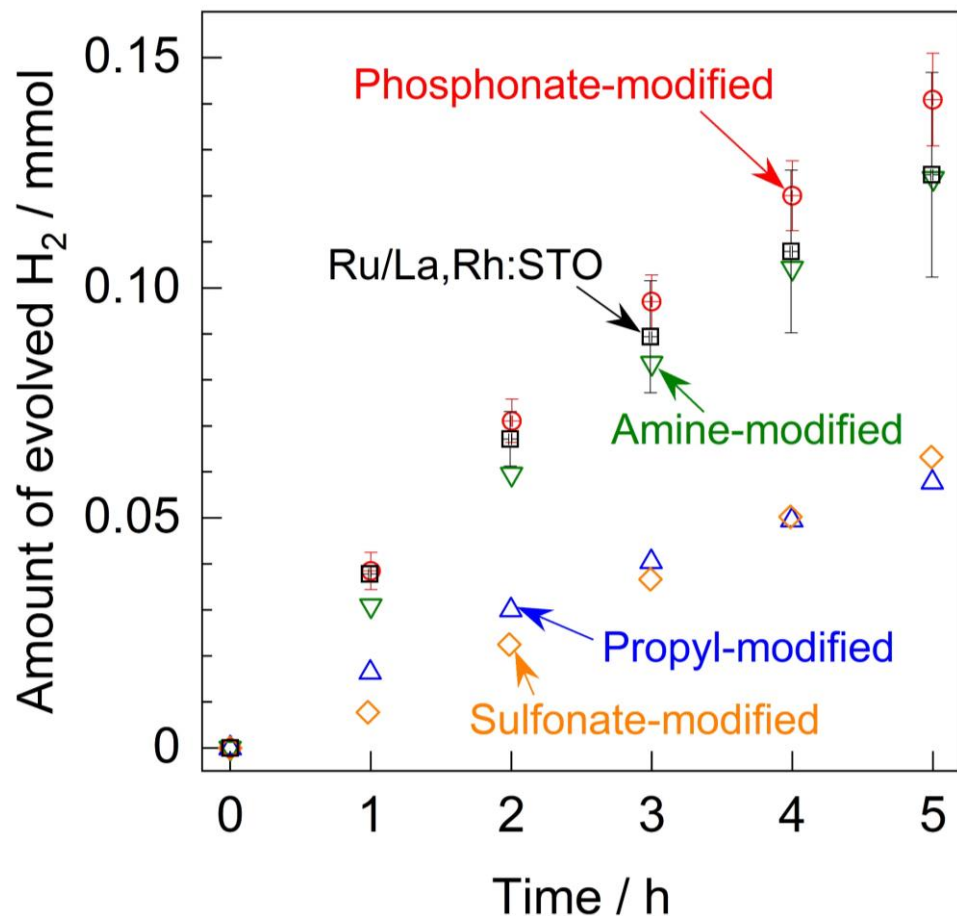 Amount of evolved H₂ / mmol
0.15
0.10
0.05
0
Phosphonate-modified
Ru/La,Rh:STO
Amine-modified
Propyl-modified
Sulfonate-modified
0 1 2 3 4 5
Time / h